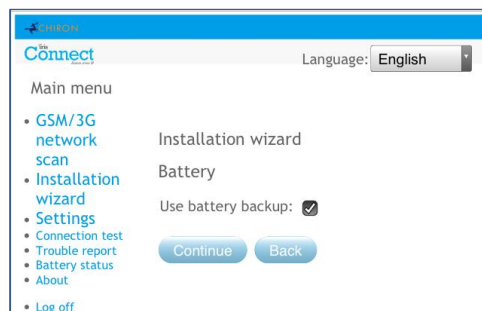 CHIRON
iris
Connect
Language: English
Main menu
GSM/3G
network
scan
Installation
wizard
Settings
Connection test
Trouble report
Battery status
About
Log off
Installation wizard
Battery
Use battery backup:
Continue Back